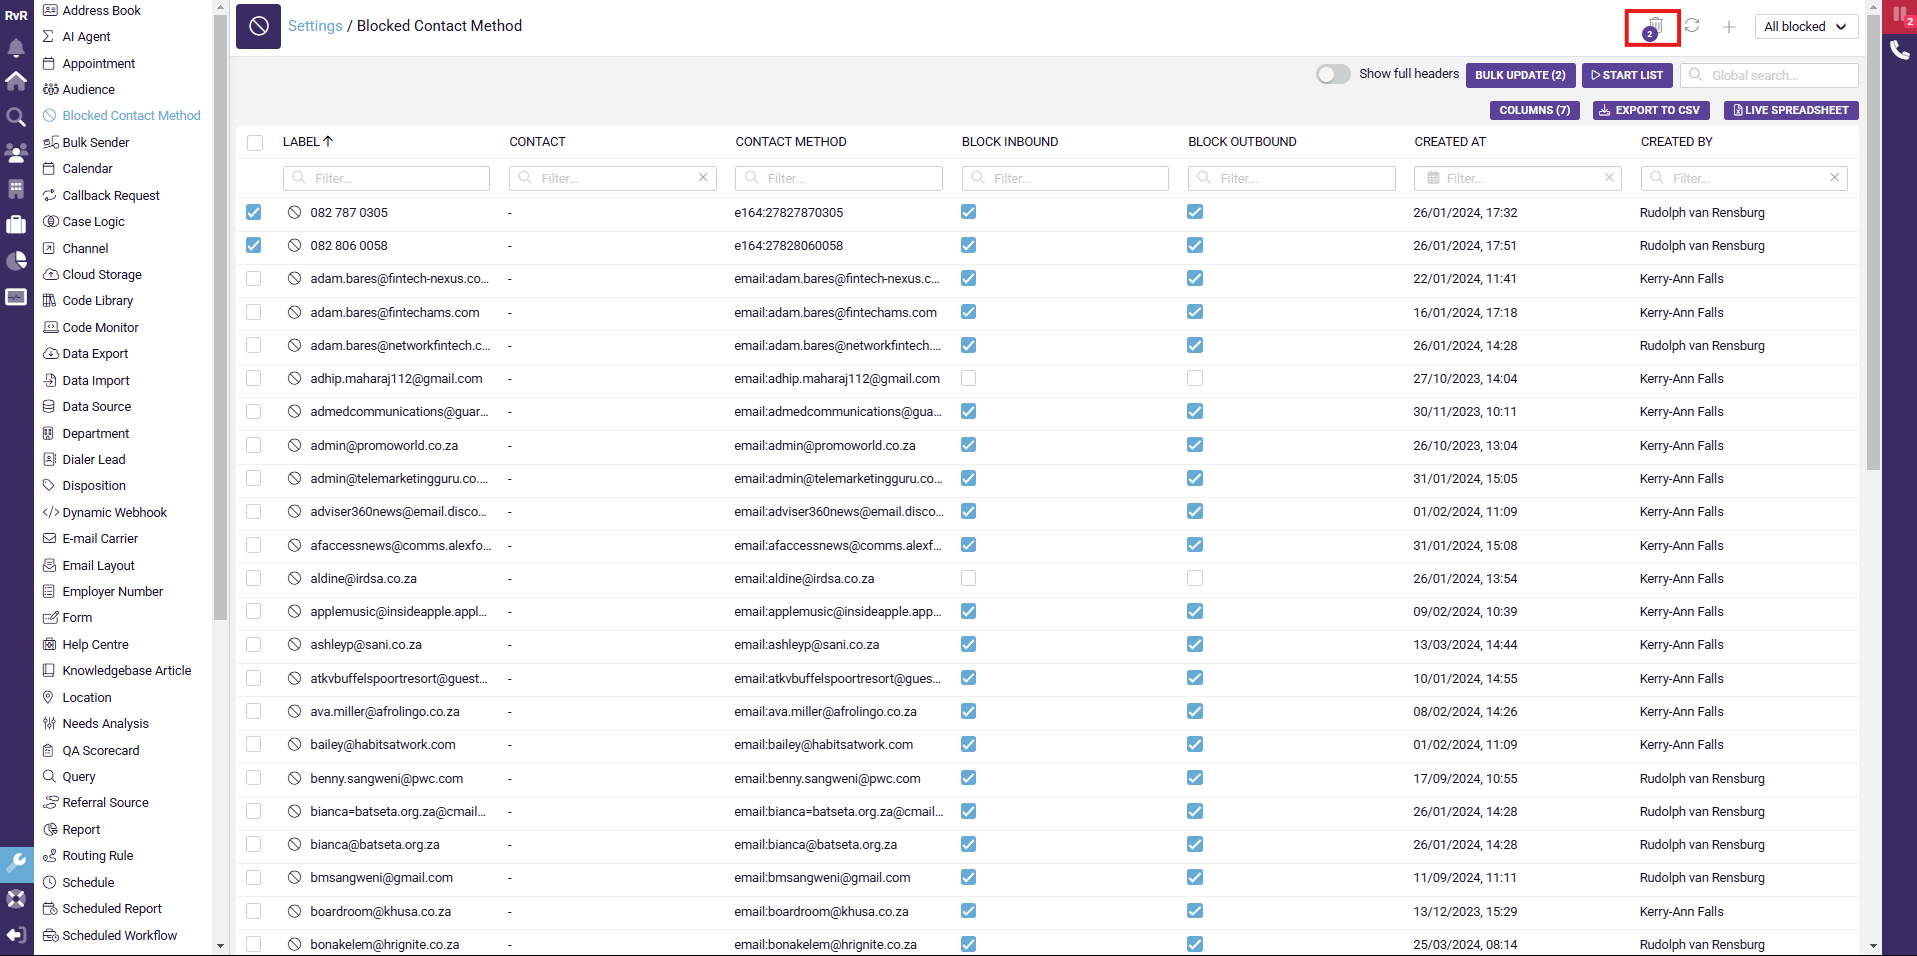 RvR
Address Book
AI Agent
Appointment
Audience
Blocked Contact Method
Bulk Sender
Calendar
Callback Request
Case Logic
Channel
Cloud Storage
Code Library
Code Monitor
Data Export
Data Import
Data Source
Department
Dialer Lead
Disposition
Dynamic Webhook
E-mail Carrier
Email Layout
Employer Number
Form
Help Centre
Knowledgebase Article
Location
Needs Analysis
QA Scorecard
Query
Referral Source
Report
Routing Rule
Schedule
Scheduled Report
Scheduled Workflow
Settings / Blocked Contact Method
2
All blocked
2
Show full headers BULK UPDATE (2) START LIST Global search...
COLUMNS (7) EXPORT TO CSV LIVE SPREADSHEET
LABEL CONTACT CONTACT METHOD BLOCK INBOUND BLOCK OUTBOUND CREATED AT CREATED BY
Filter... Filter... Filter... Filter... Filter... Filter... Filter...
082 787 0305 - e164:27827870305 26/01/2024, 17:32 Rudolph van Rensburg
082 806 0058 - e164:27828060058 26/01/2024, 17:51 Rudolph van Rensburg
adam.bares@fintech-nexus.co... - email:adam.bares@fintech-nexus.c... 22/01/2024, 11:41 Kerry-Ann Falls
adam.bares@fintechams.com - email:adam.bares@fintechams.com 16/01/2024, 17:18 Kerry-Ann Falls
adam.bares@networkfintech.c... - email:adam.bares@networkfintech.... 26/01/2024, 14:28 Rudolph van Rensburg
adhip.maharaj112@gmail.com - email:adhip.maharaj112@gmail.com 27/10/2023, 14:04 Kerry-Ann Falls
admedcommunications@guar... - email:admedcommunications@gua... 30/11/2023, 10:11 Kerry-Ann Falls
admin@promoworld.co.za - email:admin@promoworld.co.za 26/10/2023, 13:04 Kerry-Ann Falls
admin@telemarketingguru.co.... - email:admin@telemarketingguru.co... 31/01/2024, 15:05 Kerry-Ann Falls
adviser360news@email.disco... - email:adviser360news@email.disco... 01/02/2024, 11:09 Kerry-Ann Falls
afaccessnews@comms.alexfo... - email:afaccessnews@comms.alexf... 31/01/2024, 15:08 Kerry-Ann Falls
aldine@irdsa.co.za - email:aldine@irdsa.co.za 26/01/2024, 13:54 Kerry-Ann Falls
applemusic@insideapple.appl... - email:applemusic@insideapple.app... 09/02/2024, 10:39 Kerry-Ann Falls
ashleyp@sani.co.za - email:ashleyp@sani.co.za 13/03/2024, 14:44 Kerry-Ann Falls
atkvbuffelspoortresort@guest... - email:atkvbuffelspoortresort@gues... 10/01/2024, 14:55 Kerry-Ann Falls
ava.miller@afrolingo.co.za - email:ava.miller@afrolingo.co.za 08/02/2024, 14:26 Kerry-Ann Falls
bailey@habitsatwork.com - email:bailey@habitsatwork.com 01/02/2024, 11:09 Kerry-Ann Falls
benny.sangweni@pwc.com - email:benny.sangweni@pwc.com 17/09/2024, 10:55 Rudolph van Rensburg
bianca=batseta.org.za@cmail... - email:bianca=batseta.org.za@cmail... 26/01/2024, 14:28 Rudolph van Rensburg
bianca@batseta.org.za - email:bianca@batseta.org.za 26/01/2024, 14:28 Rudolph van Rensburg
bmsangweni@gmail.com - email:bmsangweni@gmail.com 11/09/2024, 11:11 Rudolph van Rensburg
boardroom@khusa.co.za - email:boardroom@khusa.co.za 13/12/2023, 15:29 Kerry-Ann Falls
bonakelem@hrignite.co.za - email:bonakelem@hrignite.co.za 25/03/2024, 08:14 Rudolph van Rensburg